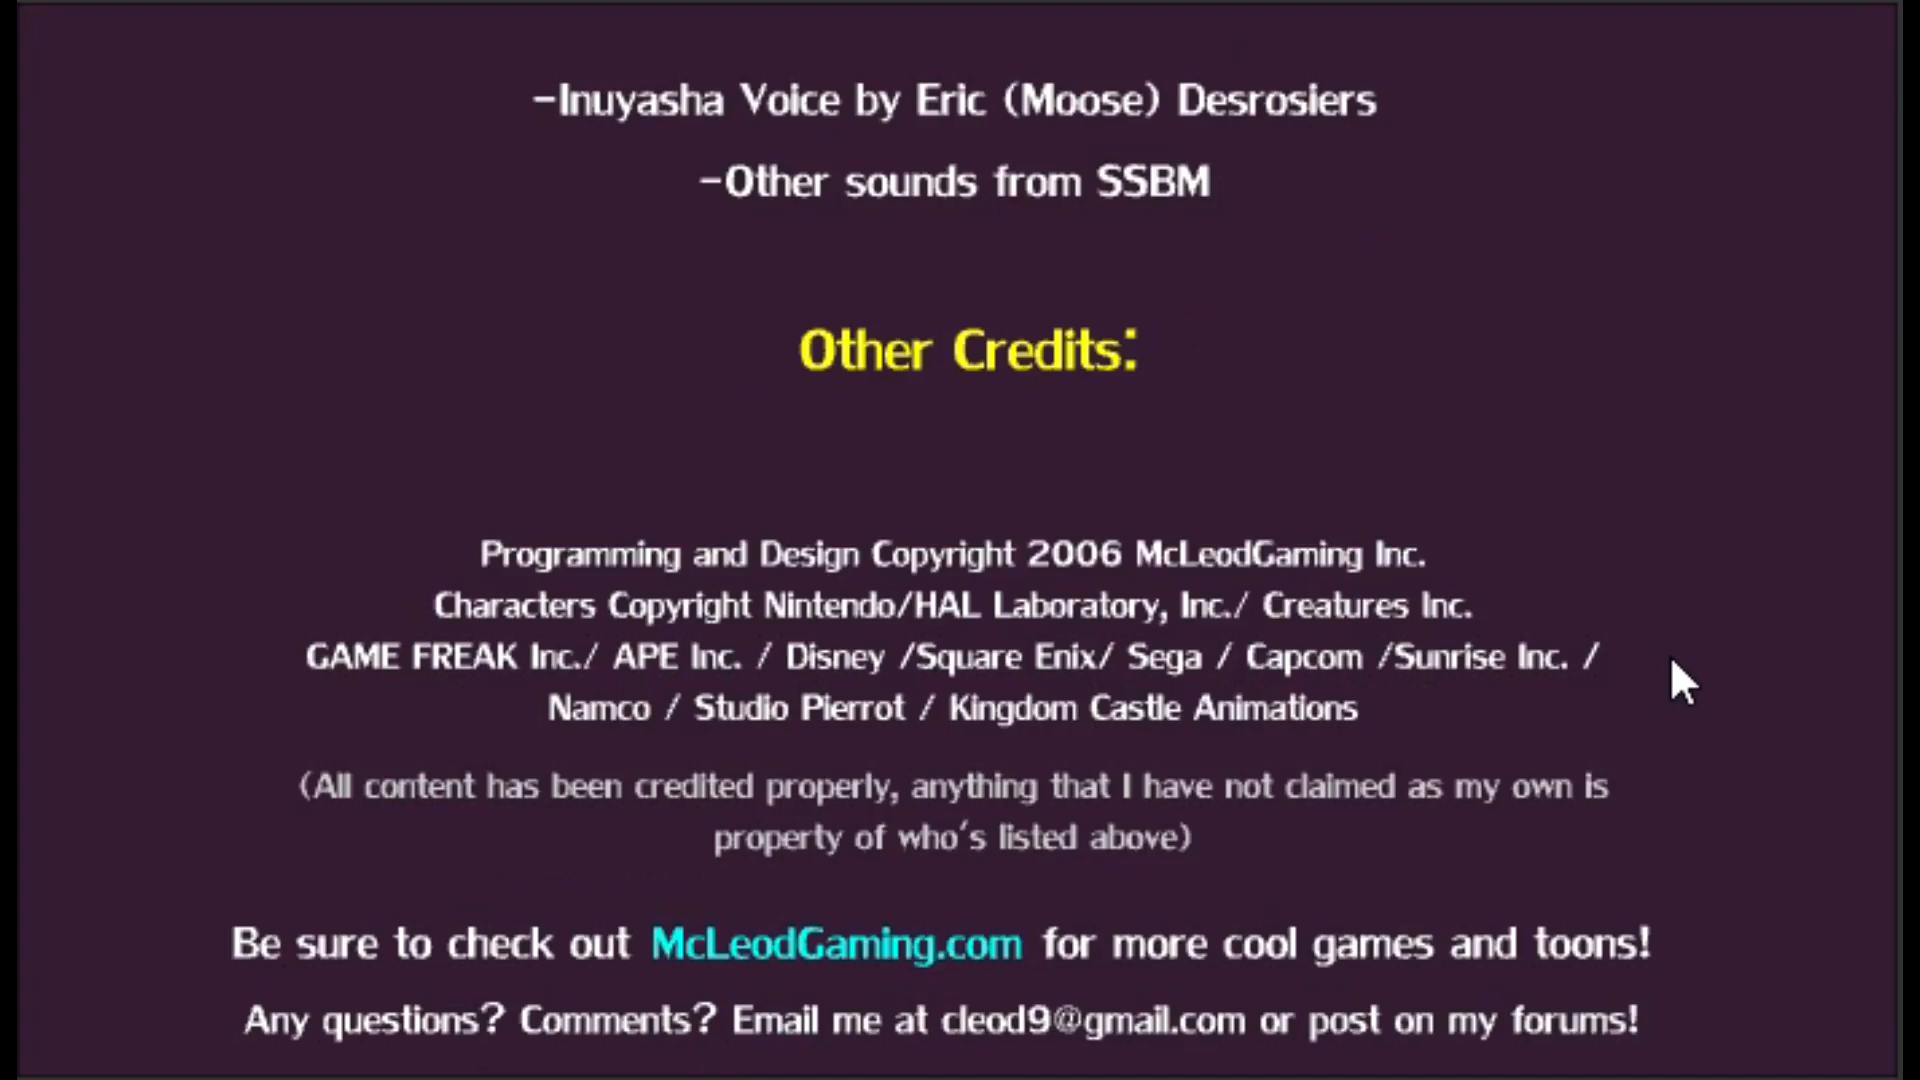 -Inuyasha Voice by Eric (Moose) Desrosiers
-Other sounds from SSBM
Other Credits:
Programming and Design Copyright 2006 McLeodGaming Inc.
Characters Copyright Nintendo/HAL Laboratory, Inc./ Creatures Inc.
GAME FREAK Inc./ APE Inc. / Disney /Square Enix/ Sega / Capcom /Sunrise Inc. /
Namco / Studio Pierrot / Kingdom Castle Animations
(All content has been credited properly, anything that I have not claimed as my own is
property of who's listed above)
Be sure to check out McLeodGaming.com for more cool games and toons!
Any questions? Comments? Email me at cleod9@gmail.com or post on my forums!